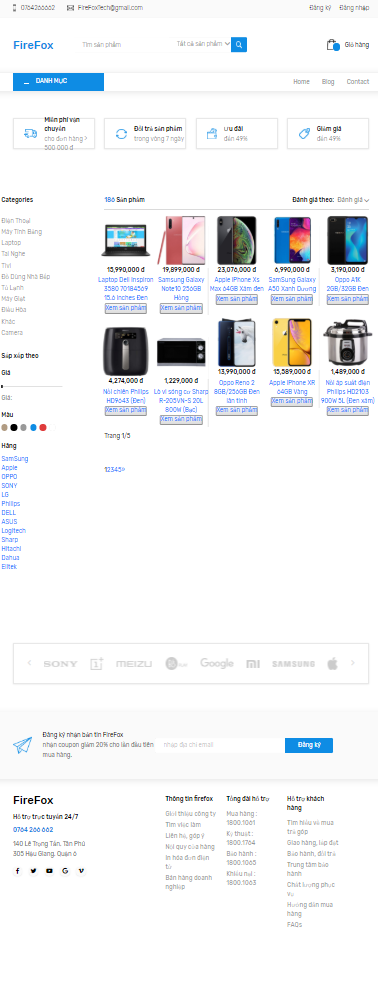 0764266662 FireFoxTech@gmail.com Đăng ký Đăng nhập
FireFox Tìm sản phẩm Tất cả sản phẩm Giỏ hàng
DANH MỤC Home Blog Contact
Miễn phí vận chuyển
cho đơn hàng > 500 000 đ
Đổi trả sản phẩm
trong vòng 7 ngày
Ưu đãi
đến 49%
Giảm giá
đến 49%
Categories
Điện Thoại
Máy Tính Bảng
Laptop
Tai Nghe
Tivi
Đồ Dùng Nhà Bếp
Tủ Lạnh
Máy Giặt
Điều Hòa
Khác
Camera
Sắp xếp theo
Giá
Giá:
Màu
Hãng
SamSung
Apple
OPPO
SONY
LG
Philips
DELL
ASUS
Logitech
Sharp
Hitachi
Dahua
Elitek
186 Sản phẩm Đánh giá theo: Đánh giá
15,990,000 đ
Laptop Dell Inspiron
3580 70184569
15.6 inches Đen
Xem sản phẩm
19,899,000 đ
Samsung Galaxy
Note10 256GB
Hồng
Xem sản phẩm
23,076,000 đ
Apple iPhone Xs
Max 64GB Xám đen
Xem sản phẩm
6,990,000 đ
SamSung Galaxy
A50 Xanh Dương
Xem sản phẩm
3,190,000 đ
Oppo A1K
2GB/32GB Đen
Xem sản phẩm
4,274,000 đ
Nồi chiên Philips
HD9643 (Đen)
Xem sản phẩm
1,229,000 đ
Lò vi sóng cơ Sharp
R-205VN-S 20L
800W (Bạc)
Xem sản phẩm
13,990,000 đ
Oppo Reno 2
8GB/256GB Đen
lân tinh
Xem sản phẩm
15,589,000 đ
Apple iPhone XR
64GB Vàng
Xem sản phẩm
1,489,000 đ
Nồi áp suất điện
Philips HD2103
900W 5L (Đen xám)
Xem sản phẩm
Trang 1/5
12345»
SONY MEIZU Google SAMSUNG
Đăng ký nhận bản tin FireFox
nhận coupon giảm 20% cho lần đầu tiên
mua hàng.
nhập địa chỉ email
Đăng ký
FireFox
Hỗ trợ trực tuyến 24/7
0764 266 662
140 Lê Trọng Tấn, Tân Phú
305 Hậu Giang, Quận 6
Thông tin firefox
Giới thiệu công ty
Tìm việc làm
Liên hệ, góp ý
Nội quy cửa hàng
In hóa đơn điện
tử
Bán hàng doanh
nghiệp
Tổng đài hỗ trợ
Mua hàng :
1800.1061
Kỹ thuật :
1800.1764
Bảo hành :
1800.1065
Khiếu nại :
1800.1063
Hỗ trợ khách
hàng
Tìm hiểu về mua
trả góp
Giao hàng, lắp đặt
Bảo hành, đổi trả
Trung tâm bảo
hành
Chất lượng phục
vụ
Hướng dẫn mua
hàng
FAQs